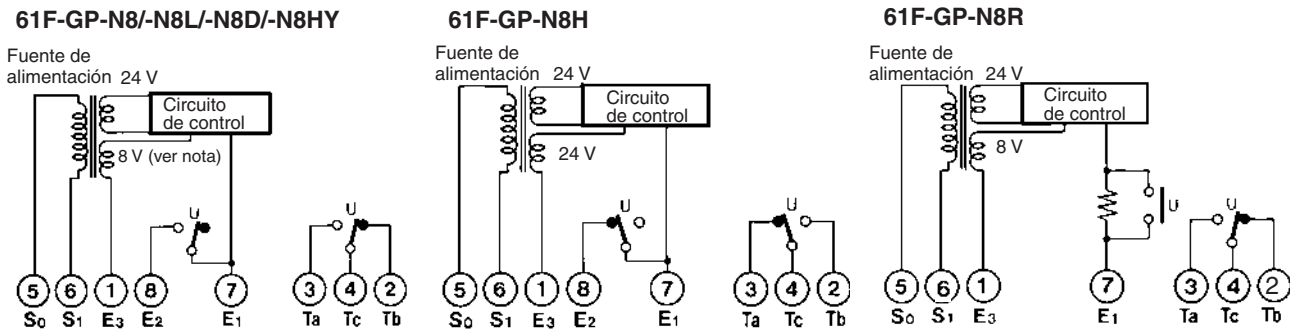 61F-GP-N8/-N8L/-N8D/-N8HY
Fuente de
alimentación 24 V
Circuito
de control
8 V (ver nota)
U
U
5 6 1 8 7 3 4 2
S0 S1 E3 E2 E1 Ta Tc Tb
61F-GP-N8H
Fuente de
alimentación 24 V
Circuito
de control
24 V
U
U
5 6 1 8 7 3 4 2
S0 S1 E3 E2 E1 Ta Tc Tb
61F-GP-N8R
Fuente de
alimentación 24 V
Circuito
de control
8 V
U
U
5 6 1 7 3 4 2
S0 S1 E3 E1 Ta Tc Tb